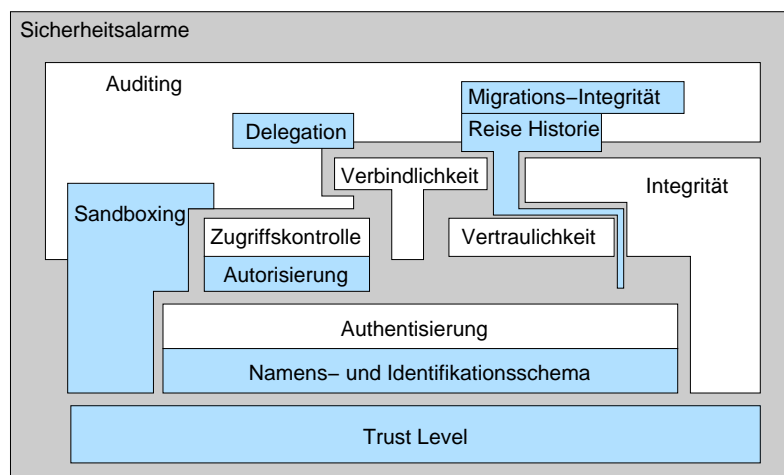 Sicherheitsalarme
Auditing
Migrations−Integrität
Delegation
Reise Historie
Verbindlichkeit
Integrität
Sandboxing
Zugriffskontrolle
Vertraulichkeit
Autorisierung
Authentisierung
Namens− und Identifikationsschema
Trust Level